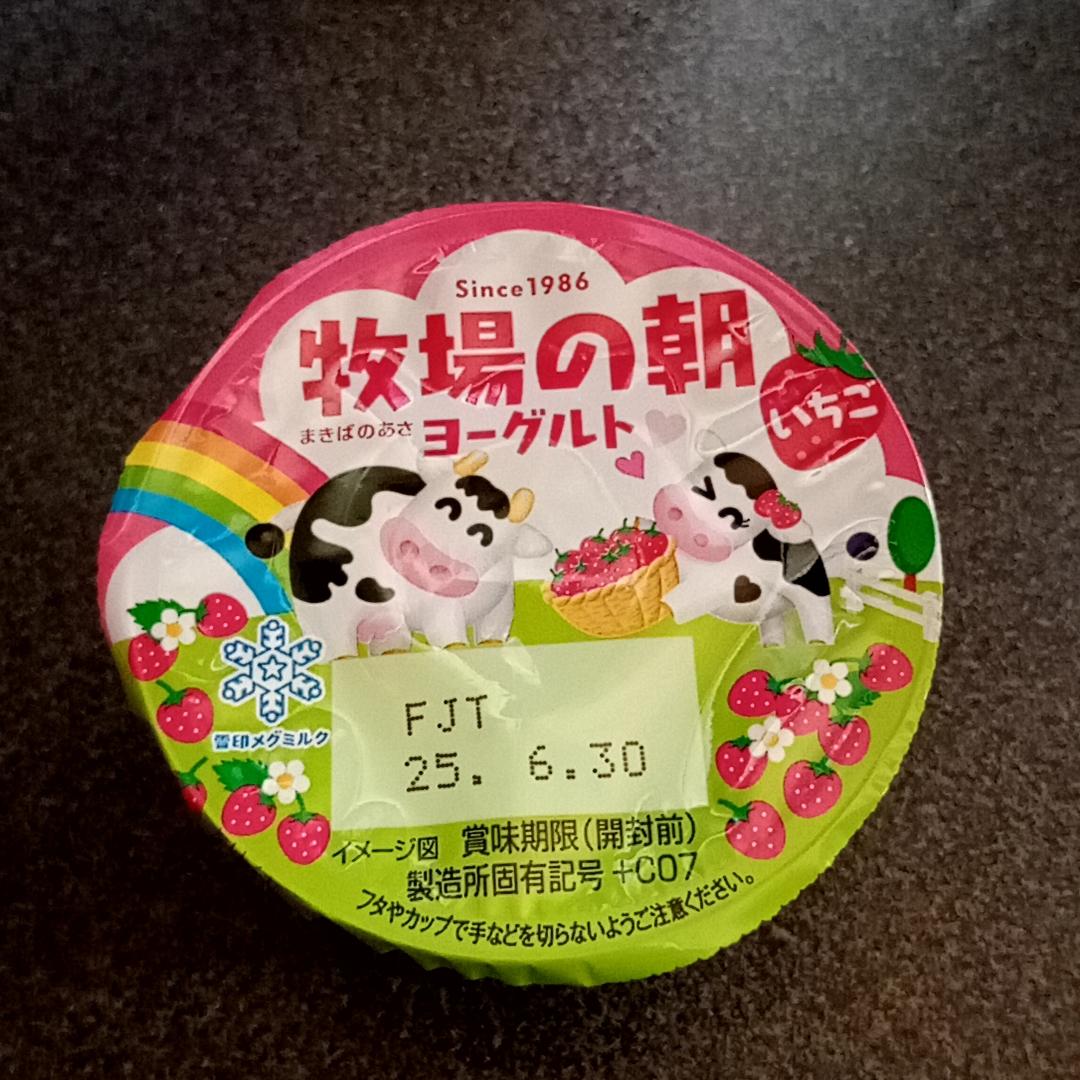 Since1986
牧場の朝
まきばのあさ
ヨーグルト
いちご
雪印メグミルク
FJT
25. 6.30
イメージ図 賞味期限(開封前)
製造所固有記号 +C07
フタやカップで手などを切らないようご注意ください。